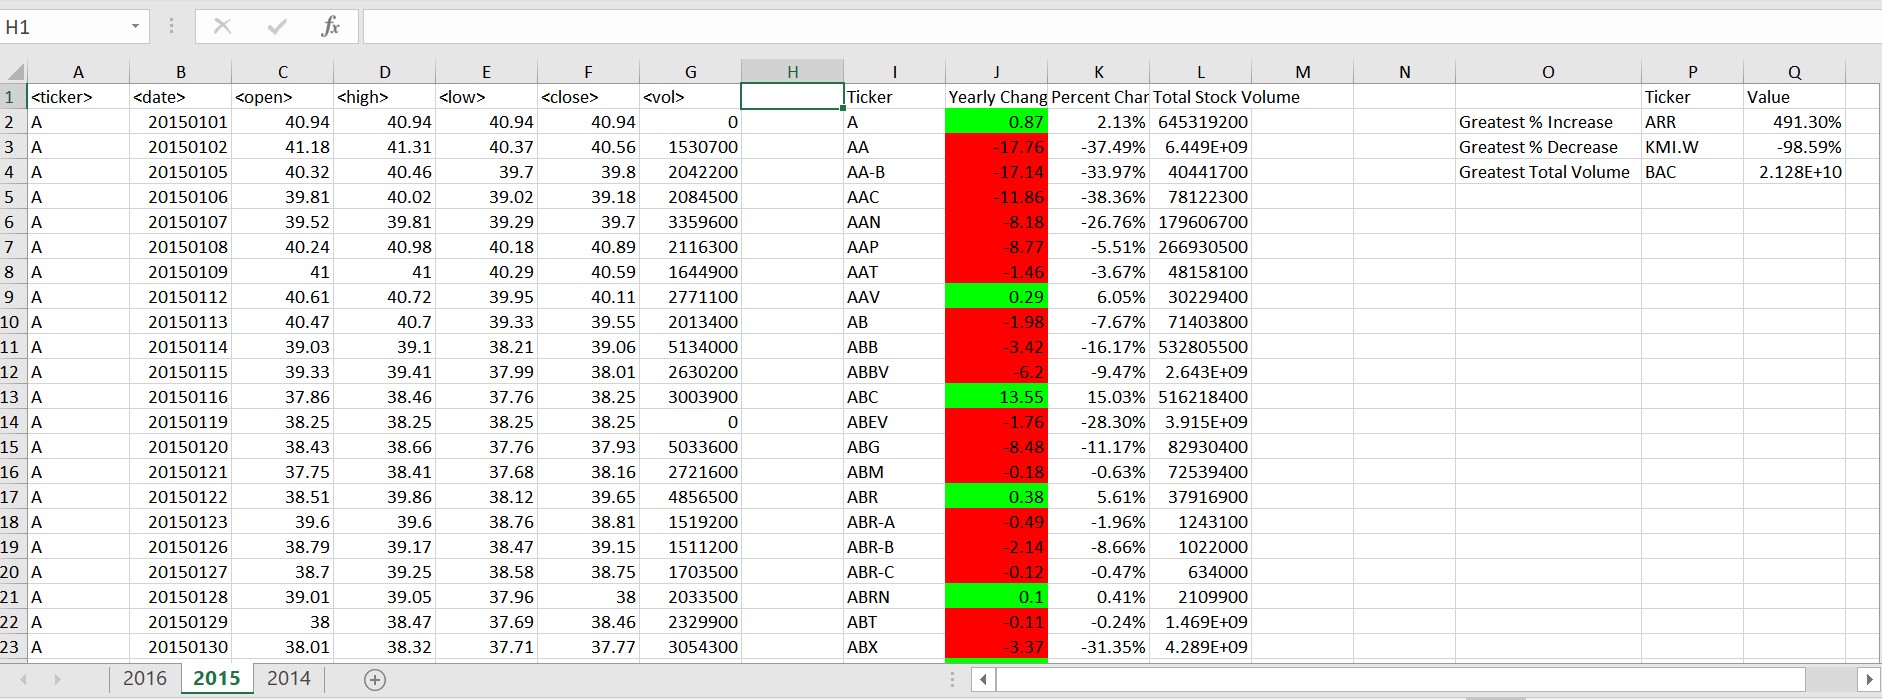 H1 fx
A B C D E F G H I J K L M N O P Q
1 <ticker> <date> <open> <high> <low> <close> <vol> Ticker Yearly Chang Percent Char Total Stock Volume Ticker Value
2 A 20150101 40.94 40.94 40.94 40.94 0 A 0.87 2.13% 645319200 Greatest % Increase ARR 491.30%
3 A 20150102 41.18 41.31 40.37 40.56 1530700 AA -17.76 -37.49% 6.449E+09 Greatest % Decrease KMI.W -98.59%
4 A 20150105 40.32 40.46 39.7 39.8 2042200 AA-B -17.14 -33.97% 40441700 Greatest Total Volume BAC 2.128E+10
5 A 20150106 39.81 40.02 39.02 39.18 2084500 AAC -11.86 -38.36% 78122300
6 A 20150107 39.52 39.81 39.29 39.7 3359600 AAN -8.18 -26.76% 179606700
7 A 20150108 40.24 40.98 40.18 40.89 2116300 AAP -8.77 -5.51% 266930500
8 A 20150109 41 41 40.29 40.59 1644900 AAT -1.46 -3.67% 48158100
9 A 20150112 40.61 40.72 39.95 40.11 2771100 AAV 0.29 6.05% 30229400
10 A 20150113 40.47 40.7 39.33 39.55 2013400 AB -1.98 -7.67% 71403800
11 A 20150114 39.03 39.1 38.21 39.06 5134000 ABB -3.42 -16.17% 532805500
12 A 20150115 39.33 39.41 37.99 38.01 2630200 ABBV -6.2 -9.47% 2.643E+09
13 A 20150116 37.86 38.46 37.76 38.25 3003900 ABC 13.55 15.03% 516218400
14 A 20150119 38.25 38.25 38.25 38.25 0 ABEV -1.76 -28.30% 3.915E+09
15 A 20150120 38.43 38.66 37.76 37.93 5033600 ABG -8.48 -11.17% 82930400
16 A 20150121 37.75 38.41 37.68 38.16 2721600 ABM -0.18 -0.63% 72539400
17 A 20150122 38.51 39.86 38.12 39.65 4856500 ABR 0.38 5.61% 37916900
18 A 20150123 39.6 39.6 38.76 38.81 1519200 ABR-A -0.49 -1.96% 1243100
19 A 20150126 38.79 39.17 38.47 39.15 1511200 ABR-B -2.14 -8.66% 1022000
20 A 20150127 38.7 39.25 38.58 38.75 1703500 ABR-C -0.12 -0.47% 634000
21 A 20150128 39.01 39.05 37.96 38 2033500 ABRN 0.1 0.41% 2109900
22 A 20150129 38 38.47 37.69 38.46 2329900 ABT -0.11 -0.24% 1.469E+09
23 A 20150130 38.01 38.32 37.71 37.77 3054300 ABX -3.37 -31.35% 4.289E+09
2016 2015 2014